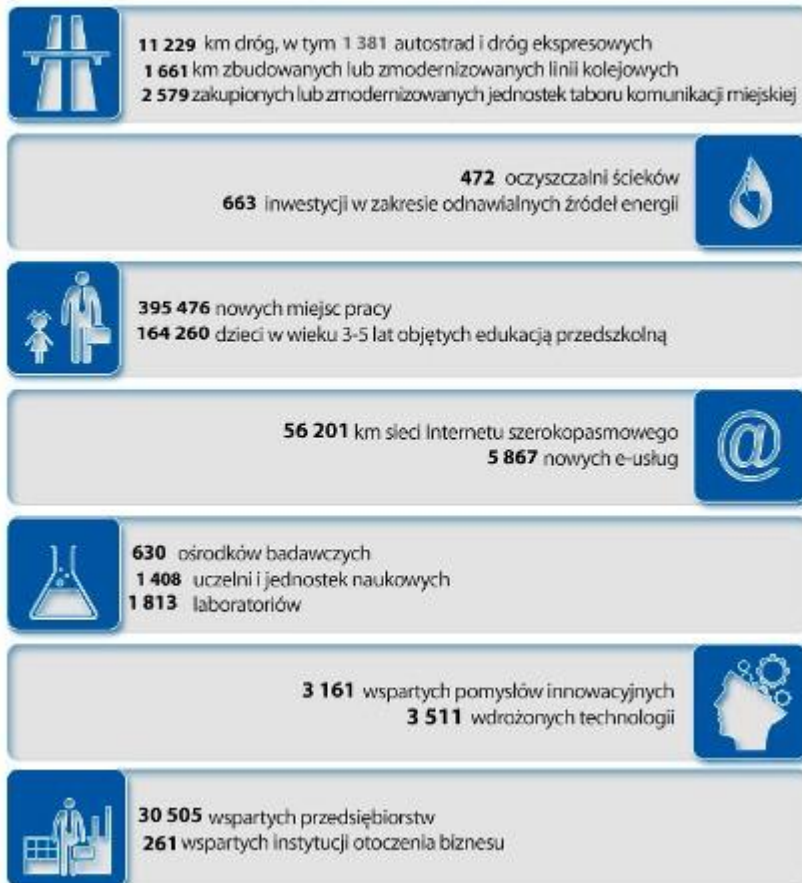 11 229 km dróg, w tym 1 381 autostrad i dróg ekspresowych
1 661 km zbudowanych lub zmodernizowanych linii kolejowych
2 579 zakupionych lub zmodernizowanych jednostek taboru komunikacji miejskiej
472 oczyszczalni ścieków
663 inwestycji w zakresie odnawialnych źródeł energii
395 476 nowych miejsc pracy
164 260 dzieci w wieku 3-5 lat objętych edukacją przedszkolną
56 201 km sieci Internetu szerokopasmowego
5 867 nowych e-usług
@
630 ośrodków badawczych
1 408 uczelni i jednostek naukowych
1 813 laboratoriów
3 161 wspartych pomysłów innowacyjnych
3 511 wdrożonych technologii
30 505 wspartych przedsiębiorstw
261 wspartych instytucji otoczenia biznesu